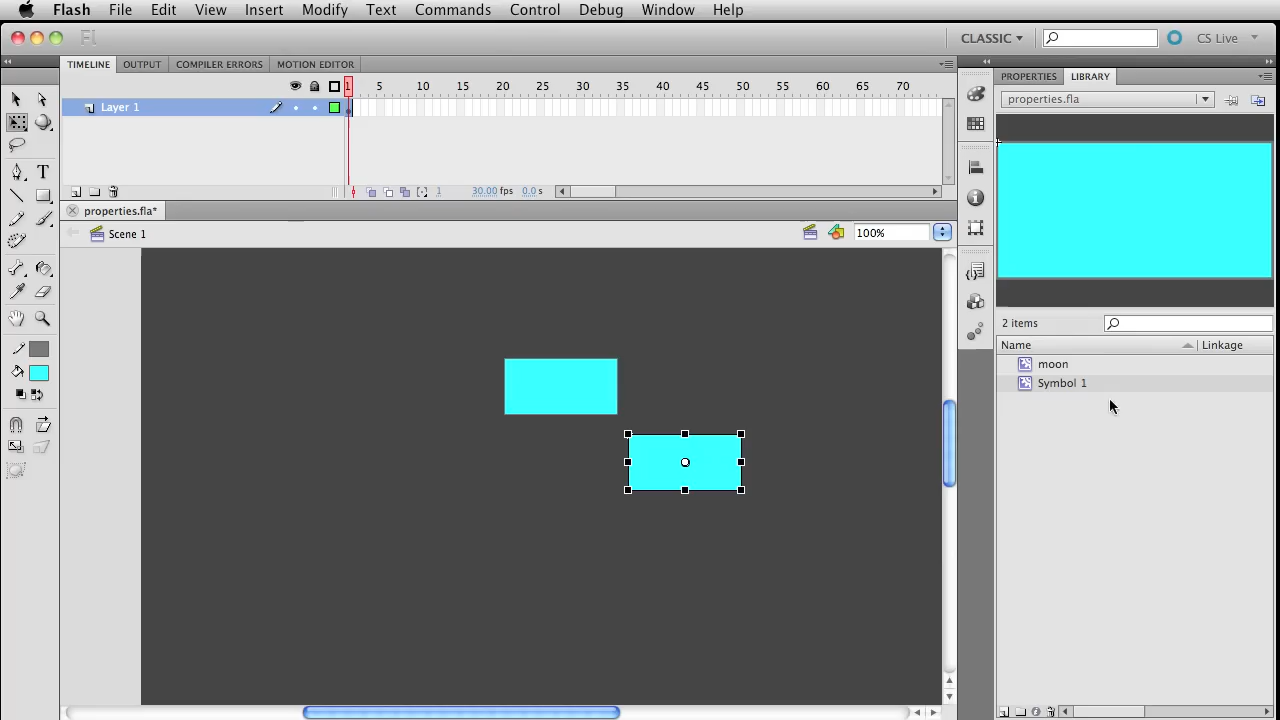 Flash File Edit View Insert Modify Text Commands Control Debug Window Help
Fl CLASSIC CS Live
TIMELINE OUTPUT COMPILER ERRORS MOTION EDITOR
PROPERTIES LIBRARY
1 5 10 15 20 25 30 35 40 45 50 55 60 65 70
properties.fla
Layer 1
1 30.00 fps 0.0 s
properties.fla*
Scene 1
100%
2 items
Name Linkage
moon
Symbol 1